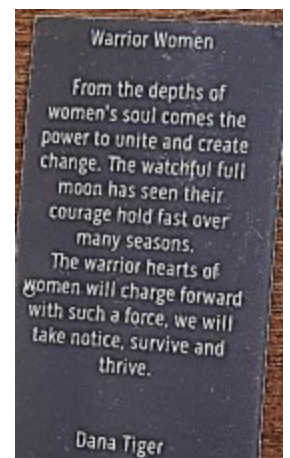 Warrior Women
From the depths of
women's soul comes the
power to unite and create
change. The watchful full
moon has seen their
courage hold fast over
many seasons.
The warrior hearts of
women will charge forward
with such a force, we will
take notice, survive and
thrive.
Dana Tiger